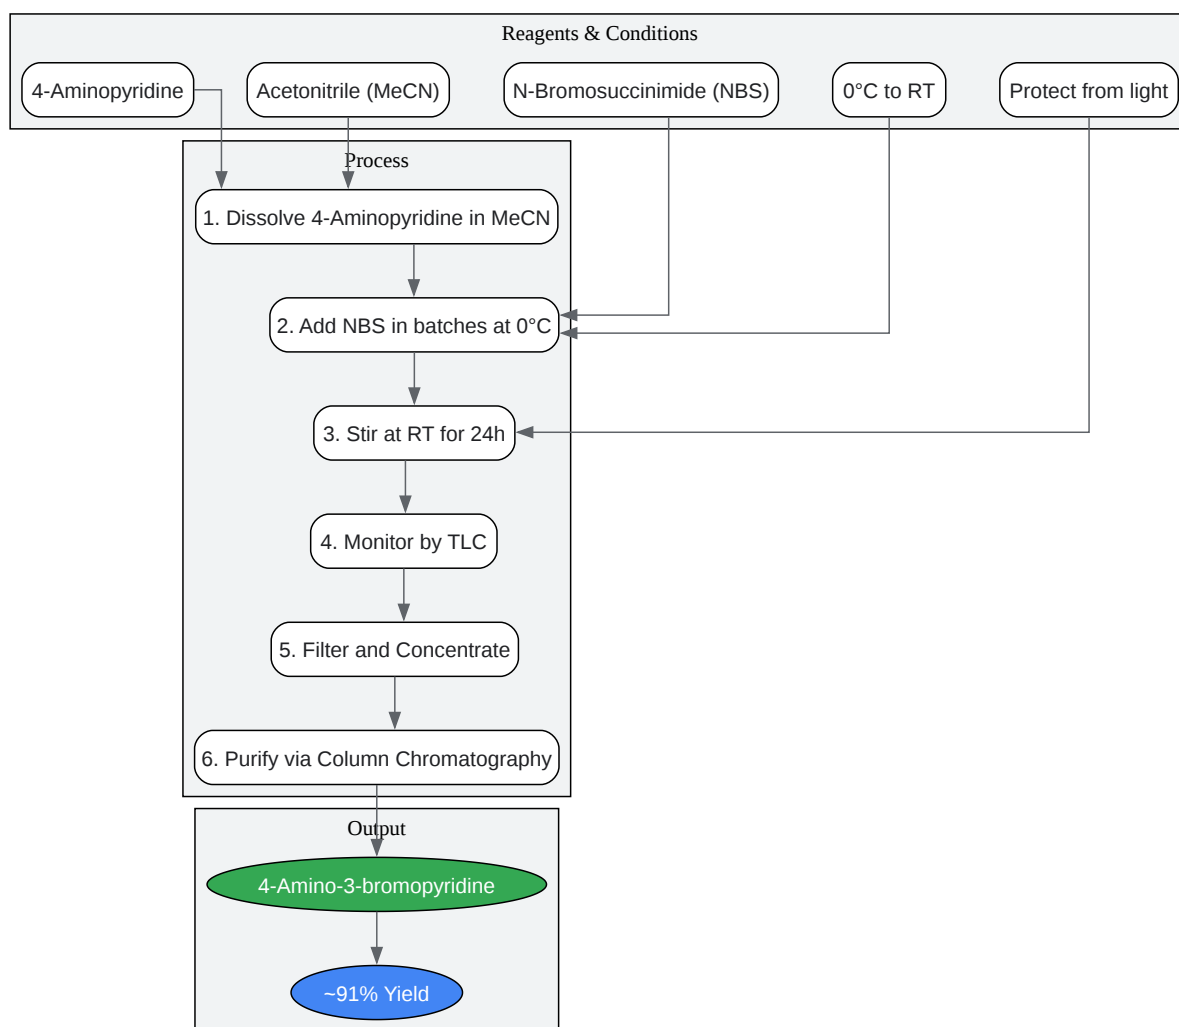 Reagents & Conditions
4-Aminopyridine
Acetonitrile (MeCN)
N-Bromosuccinimide (NBS)
0°C to RT
Protect from light
Process
1. Dissolve 4-Aminopyridine in MeCN
2. Add NBS in batches at 0°C
3. Stir at RT for 24h
4. Monitor by TLC
5. Filter and Concentrate
6. Purify via Column Chromatography
Output
4-Amino-3-bromopyridine
~91% Yield